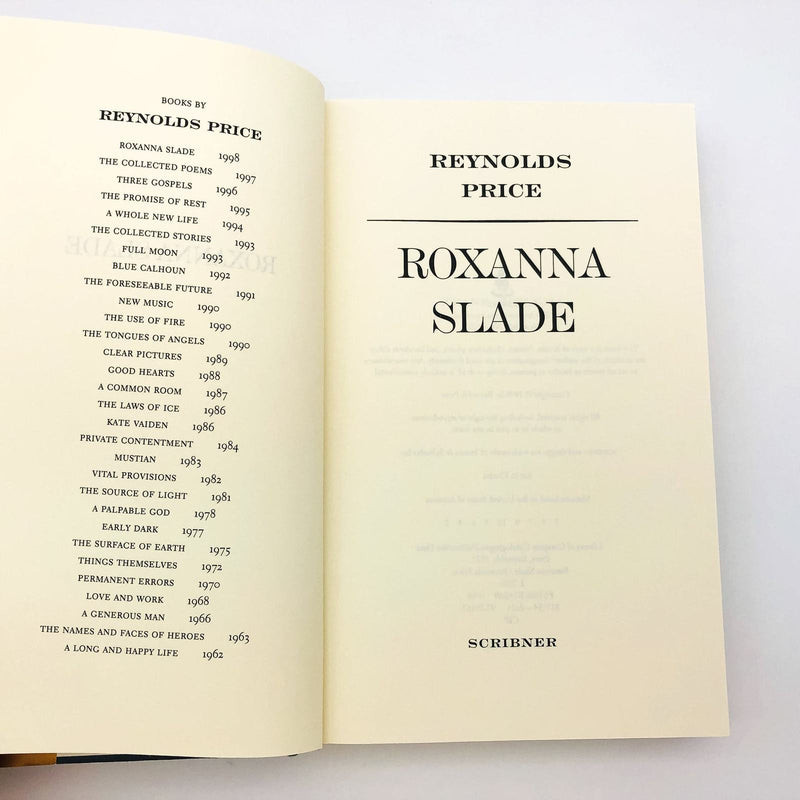 BOOKS BY
REYNOLDS PRICE
ROXANNA SLADE 1998
THE COLLECTED POEMS 1997
THREE GOSPELS 1996
THE PROMISE OF REST 1995
A WHOLE NEW LIFE 1994
THE COLLECTED STORIES 1993
FULL MOON 1993
BLUE CALHOUN 1992
THE FORESEEABLE FUTURE 1991
NEW MUSIC 1990
THE USE OF FIRE 1990
THE TONGUES OF ANGELS 1990
CLEAR PICTURES 1989
GOOD HEARTS 1988
A COMMON ROOM 1987
THE LAWS OF ICE 1986
KATE VAIDEN 1986
PRIVATE CONTENTMENT 1984
MUSTIAN 1983
VITAL PROVISIONS 1982
THE SOURCE OF LIGHT 1981
A PALPABLE GOD 1978
EARLY DARK 1977
THE SURFACE OF EARTH 1975
THINGS THEMSELVES 1972
PERMANENT ERRORS 1970
LOVE AND WORK 1968
A GENEROUS MAN 1966
THE NAMES AND FACES OF HEROES 1963
A LONG AND HAPPY LIFE 1962
REYNOLDS
PRICE
ROXANNA
SLADE
SCRIBNER